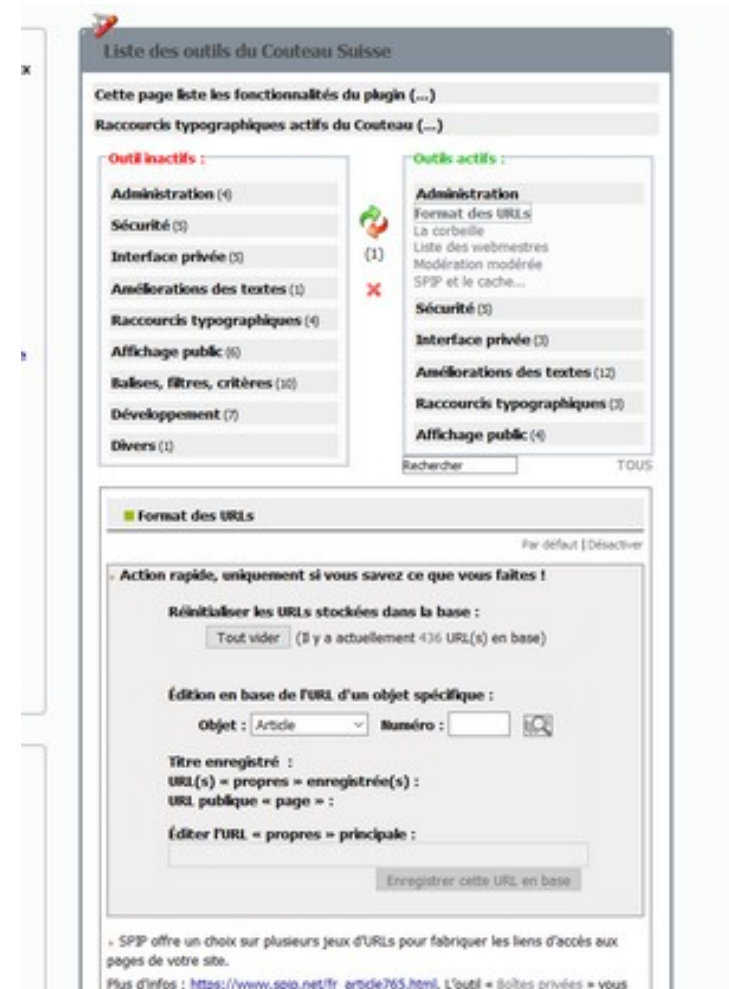 Liste des outils du Couteau Suisse
x
Cette page liste les fonctionnalités du plugin (...)
Raccourcis typographiques actifs du Couteau (...)
Outil inactifs :
Administration (4)
Sécurité (5)
Interface privée (5)
Améliorations des textes (1)
Raccourcis typographiques (4)
Affichage public (6)
Balises, filtres, critères (10)
Développement (7)
Divers (1)
(1)
Outils actifs :
Administration
Format des URLs
La corbeille
Liste des webmestres
Modération modérée
SPIP et le cache...
Sécurité (5)
Interface privée (3)
Améliorations des textes (12)
Raccourcis typographiques (3)
Affichage public (4)
Rechercher
TOUS
e
Format des URLs
Par défaut | Désactiver
Action rapide, uniquement si vous savez ce que vous faites !
Réinitialiser les URLs stockées dans la base :
Tout vider (Il y a actuellement 436 URL(s) en base)
Édition en base de l'URL d'un objet spécifique :
Objet : Article Numéro :
Titre enregistré :
URL(s) « propres » enregistrée(s) :
URL publique « page » :
Éditer l'URL « propres » principale :
Enregistrer cette URL en base
SPIP offre un choix sur plusieurs jeux d'URLs pour fabriquer les liens d'accès aux
pages de votre site.
Plus d'infos : https://www.spip.net/fr_article765.html. L'outil « Boîtes privées » vous